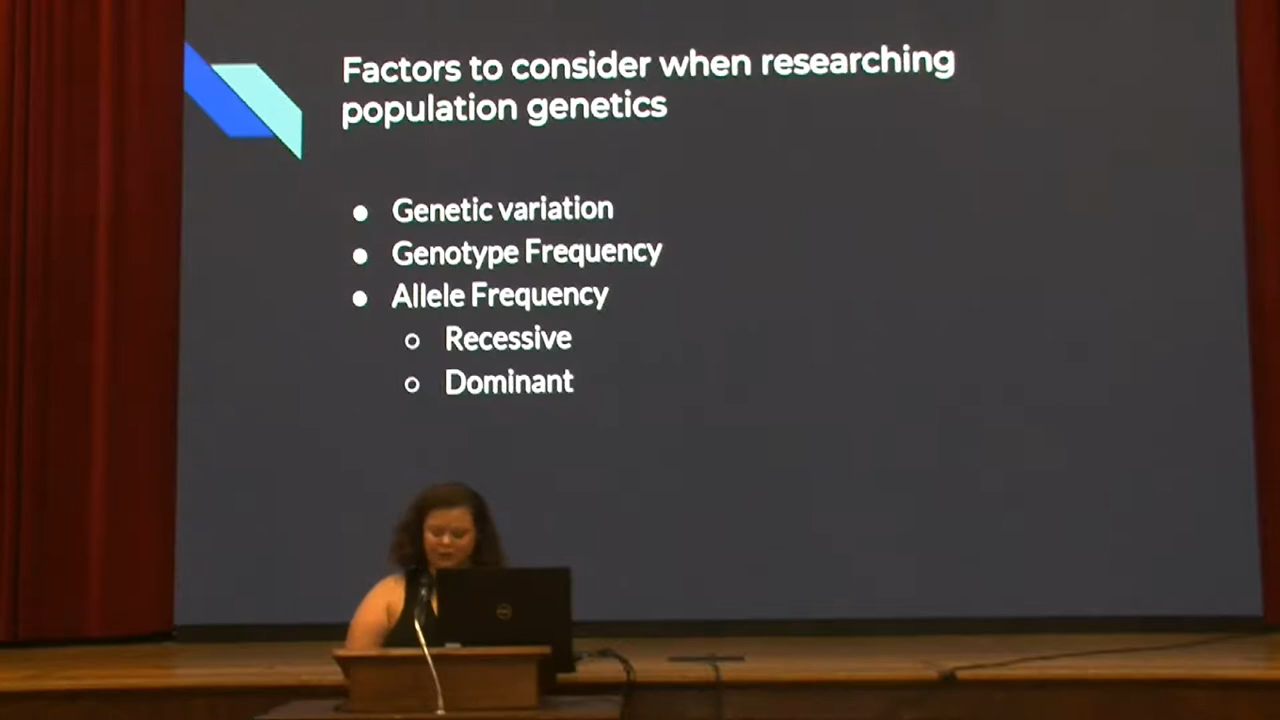 Factors to consider when researching
population genetics
● Genetic variation
● Genotype Frequency
● Allele Frequency
○ Recessive
○ Dominant